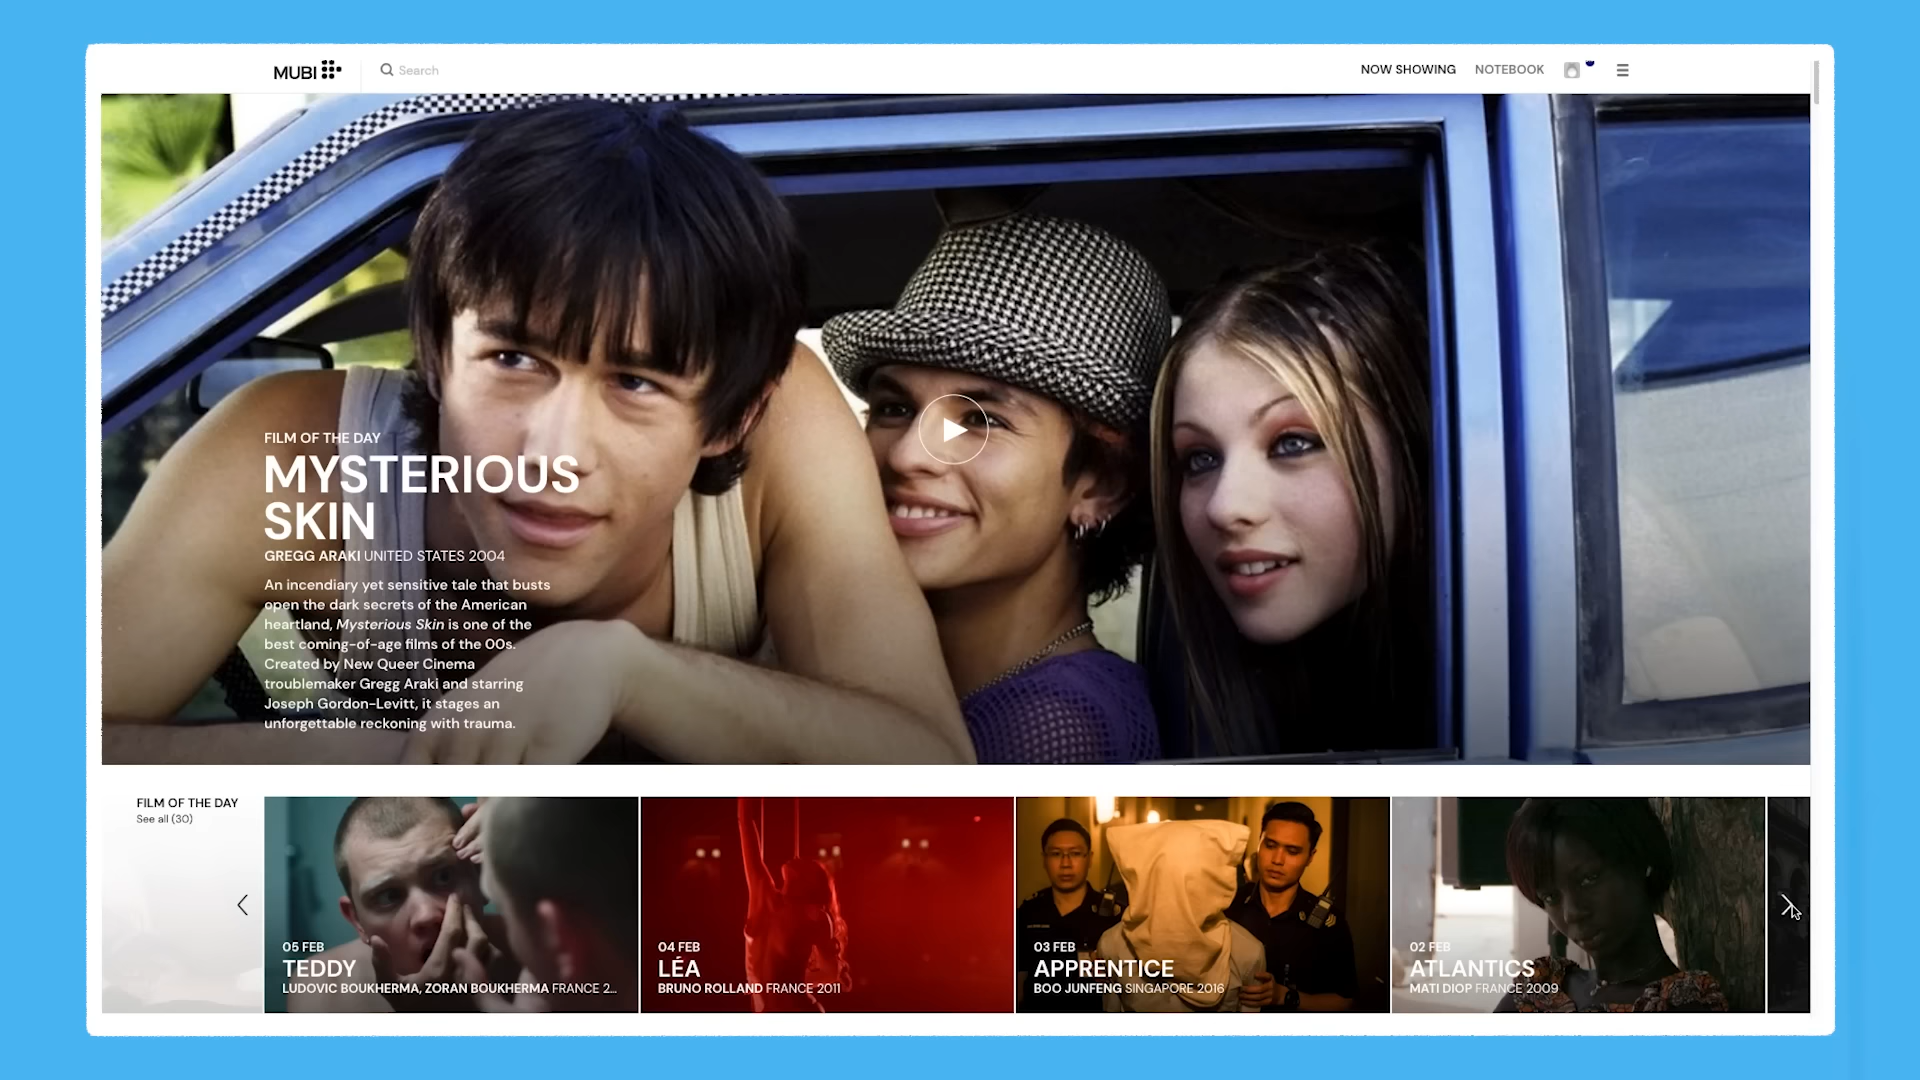 MUBI
Search
NOW SHOWING
NOTEBOOK
FILM OF THE DAY
MYSTERIOUS
SKIN
GREGG ARAKI UNITED STATES 2004
An incendiary yet sensitive tale that busts
open the dark secrets of the American
heartland, Mysterious Skin is one of the
best coming-of-age films of the 00s.
Created by New Queer Cinema
troublemaker Gregg Araki and starring
Joseph Gordon-Levitt, it stages an
unforgettable reckoning with trauma.
FILM OF THE DAY
See all (30)
05 FEB
TEDDY
LUDOVIC BOUKHERMA, ZORAN BOUKHERMA FRANCE 2...
04 FEB
LÉA
BRUNO ROLLAND FRANCE 2011
03 FEB
APPRENTICE
BOO JUNFENG SINGAPORE 2016
02 FEB
ATLANTICS
MATI DIOP FRANCE 2009